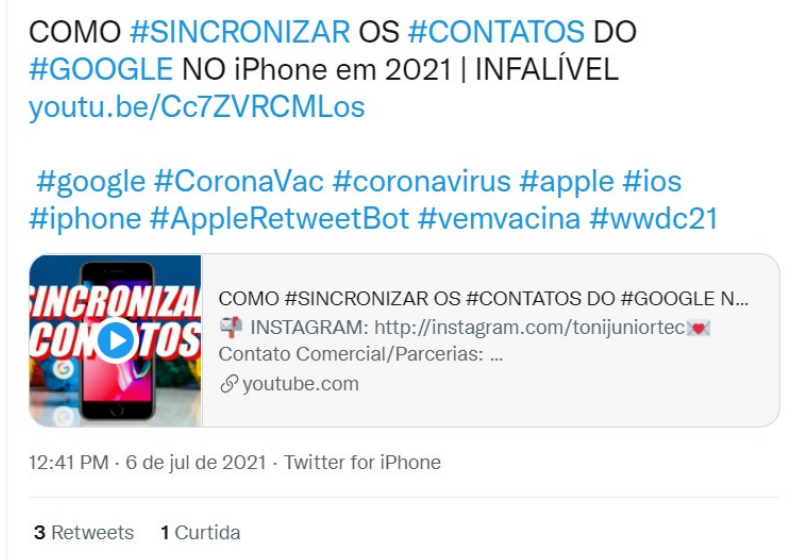 COMO #SINCRONIZAR OS #CONTATOS DO
#GOOGLE NO iPhone em 2021 | INFALÍVEL
youtu.be/Cc7ZVRCMLos
#google #CoronaVac #coronavirus #apple #ios
#iphone #AppleRetweetBot #vemvacina #wwdc21
SINCRONIZA
CONTATOS
COMO #SINCRONIZAR OS #CONTATOS DO #GOOGLE N...
INSTAGRAM: http://instagram.com/tonijuniortec
Contato Comercial/Parcerias: ...
youtube.com
12:41 PM · 6 de jul de 2021 · Twitter for iPhone
3 Retweets 1 Curtida